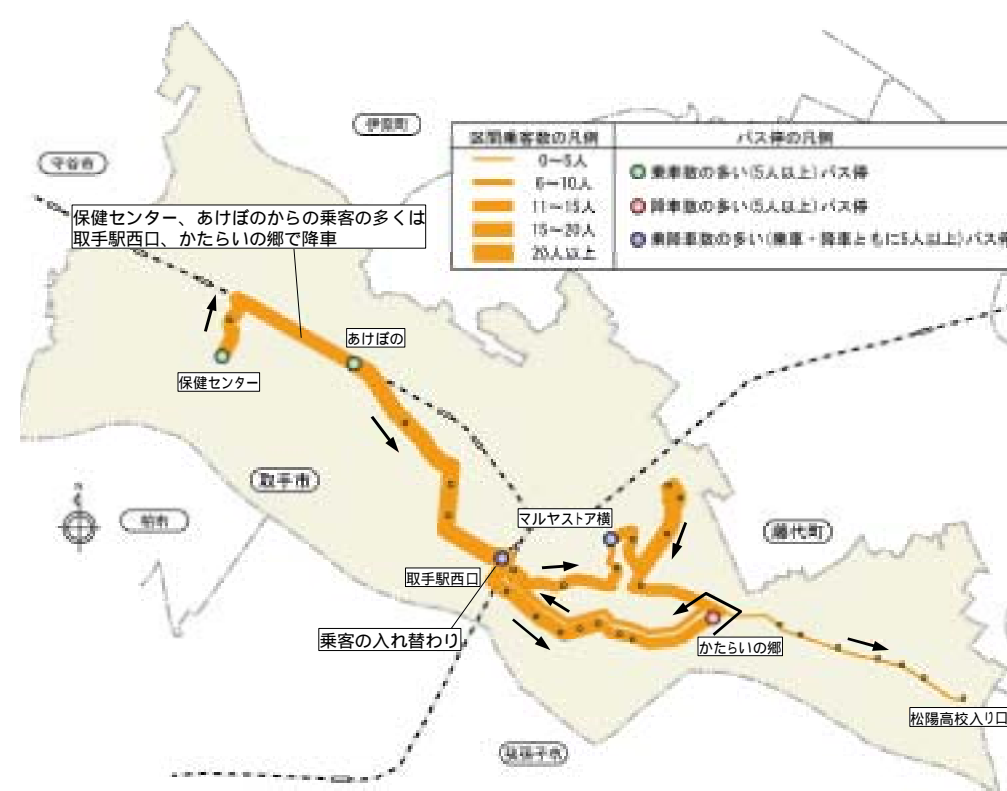 伊奈町
守谷市
区間乗客数の凡例
0～5人
6～10人
11～15人
15～20人
20人以上
バス停の凡例
乗車数の多い(5人以上)バス停
降車数の多い(5人以上)バス停
乗降車数の多い(乗車・降車ともに5人以上)バス停
保健センター、あけぼのからの乗客の多くは
取手駅西口、かたらいの郷で降車
あけぼの
保健センター
取手市
柏市
マルヤストア横
藤代町
取手駅西口
乗客の入れ替わり
かたらいの郷
松陽高校入り口
我孫子市